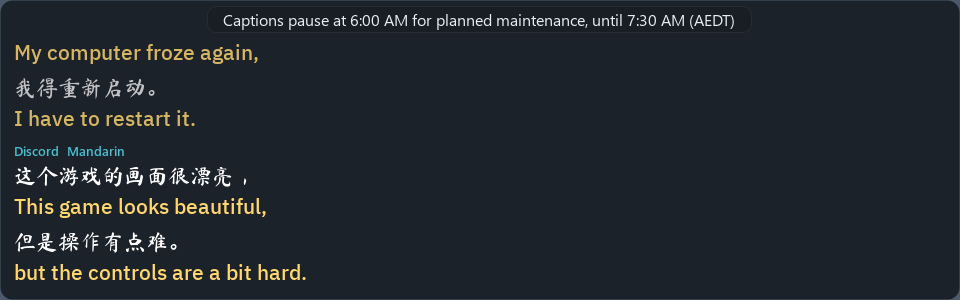 Captions pause at 6:00 AM for planned maintenance, until 7:30 AM (AEDT)
My computer froze again,
我得重新启动。
I have to restart it.
Discord Mandarin
这个游戏的画面很漂亮，
This game looks beautiful,
但是操作有点难。
but the controls are a bit hard.